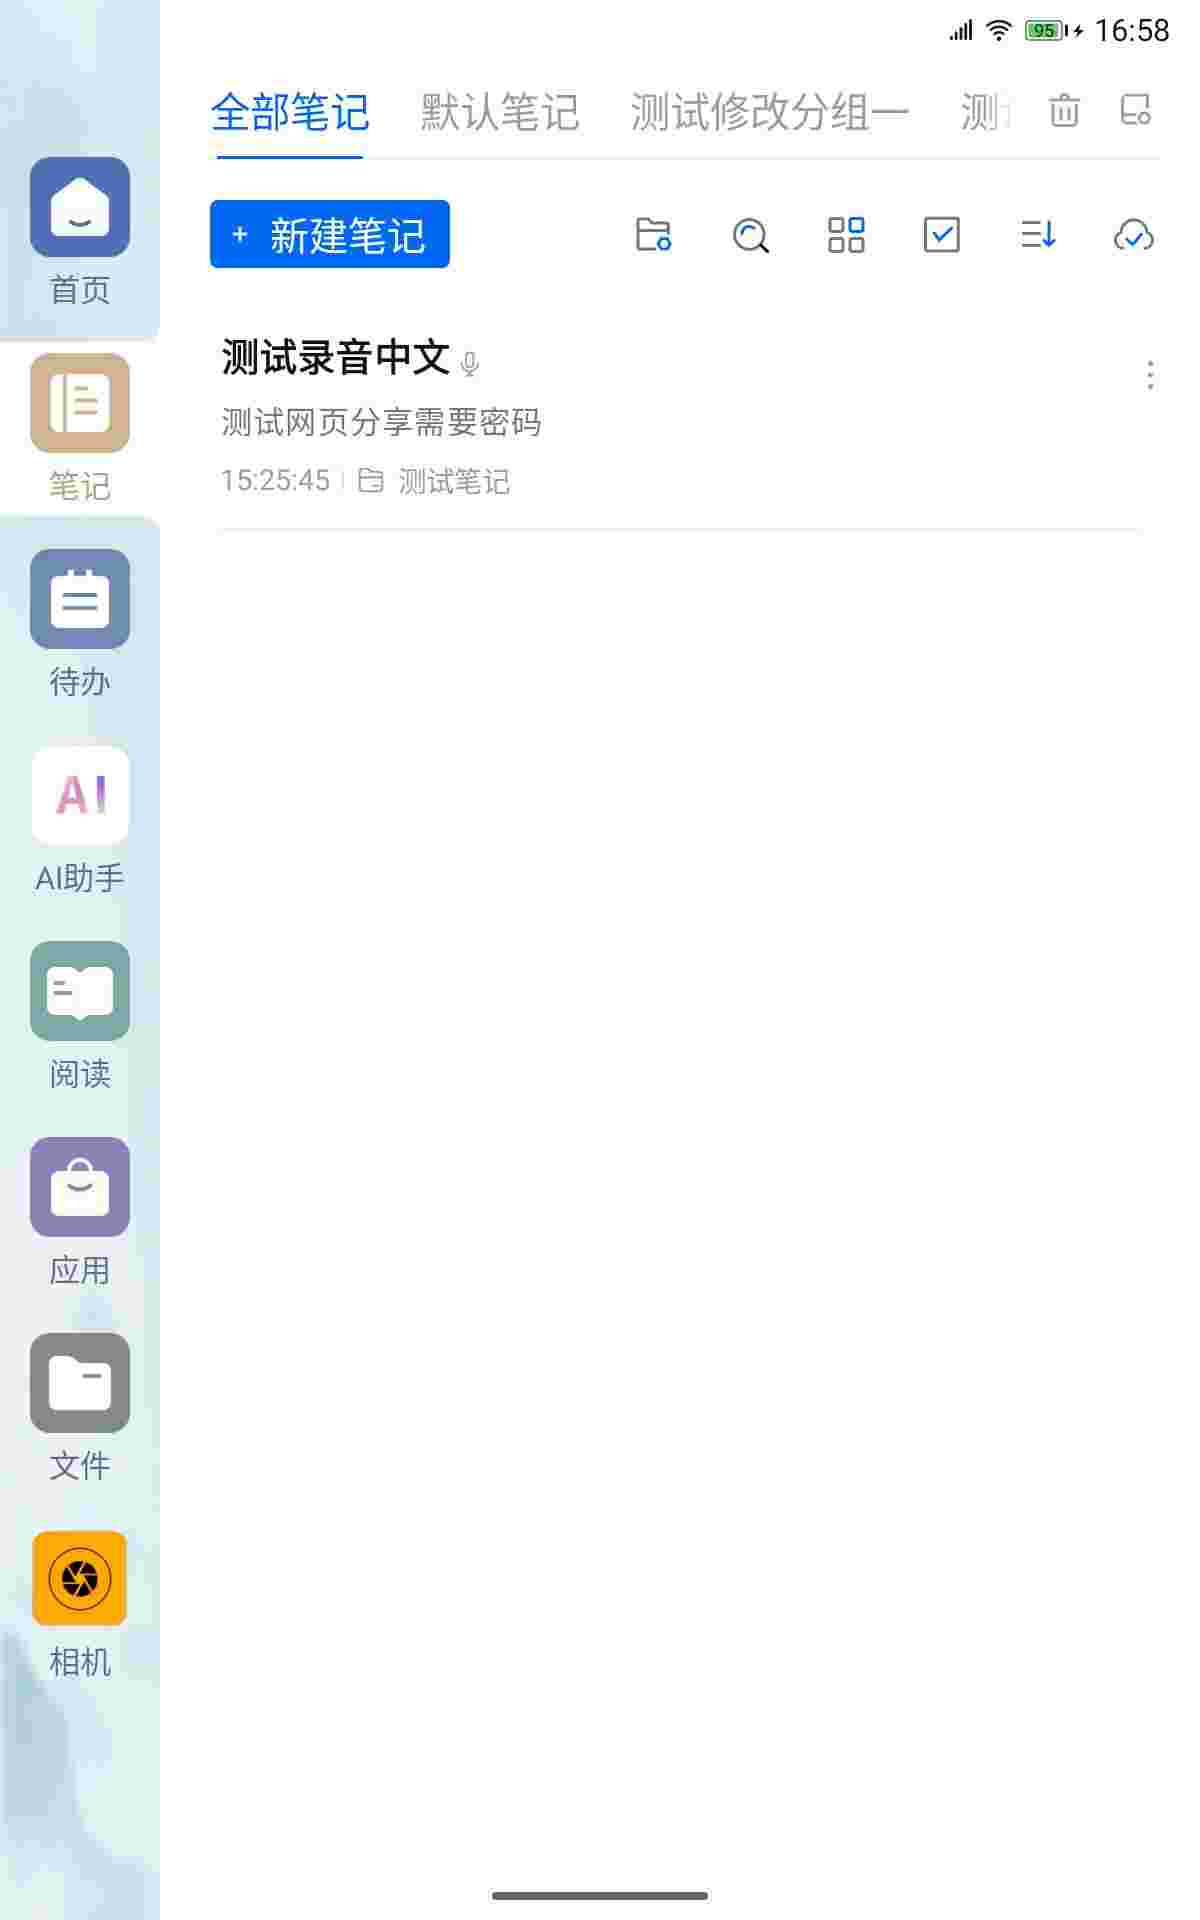 95 16:58
全部笔记 默认笔记 测试修改分组一 测
+ 新建笔记
测试录音中文
测试网页分享需要密码
15:25:45 测试笔记
首页
笔记
待办
AI
AI助手
阅读
应用
文件
相机